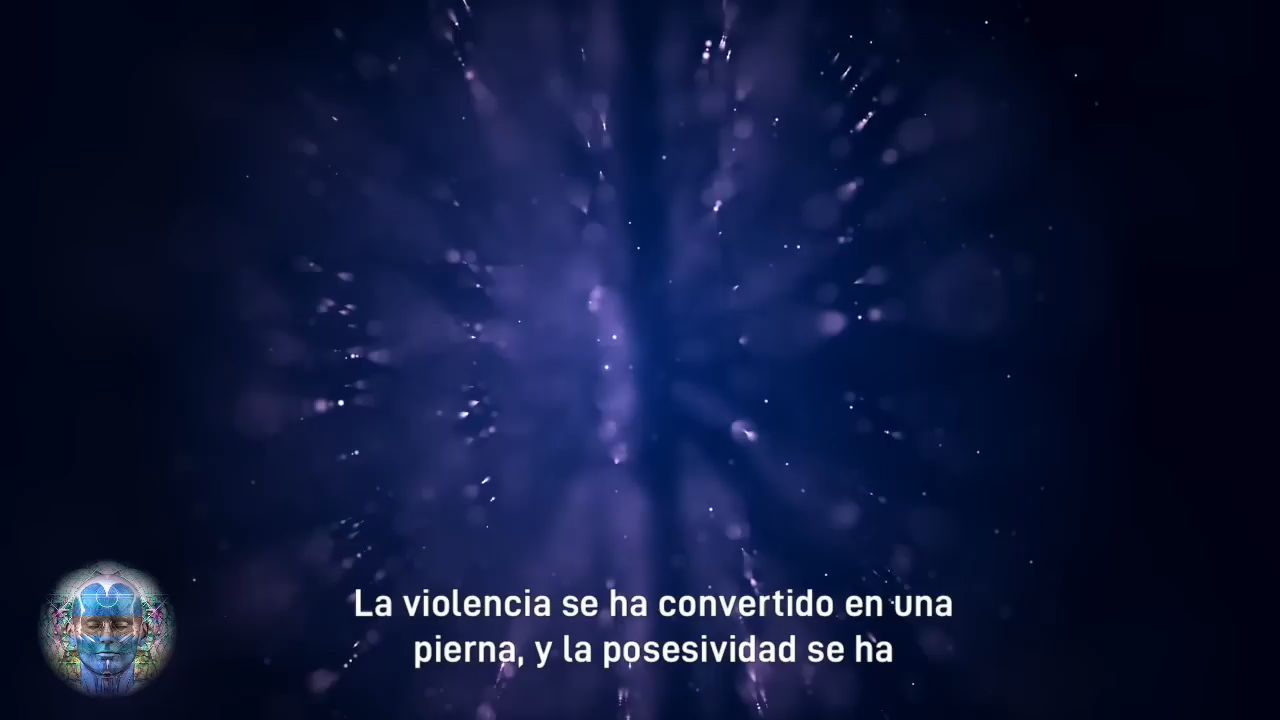 La violencia se ha convertido en una
pierna, y la posesividad se ha